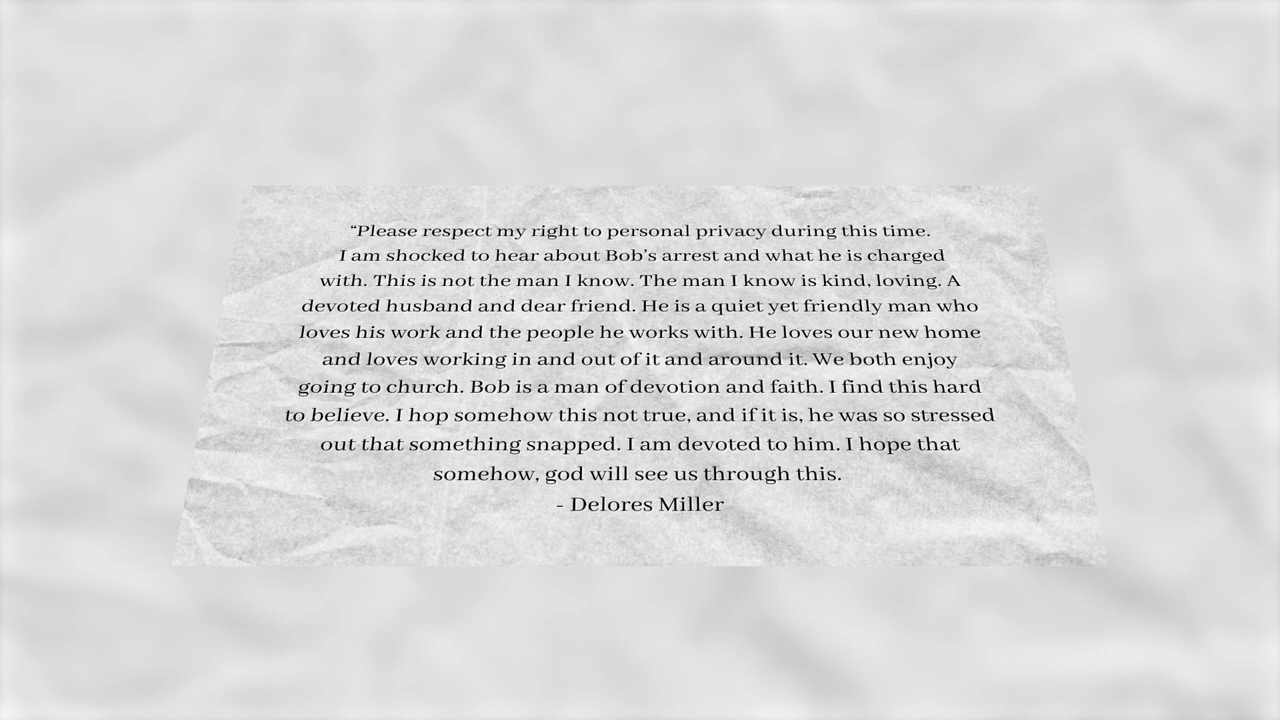 “Please respect my right to personal privacy during this time.
I am shocked to hear about Bob’s arrest and what he is charged
with. This is not the man I know. The man I know is kind, loving. A
devoted husband and dear friend. He is a quiet yet friendly man who
loves his work and the people he works with. He loves our new home
and loves working in and out of it and around it. We both enjoy
going to church. Bob is a man of devotion and faith. I find this hard
to believe. I hop somehow this not true, and if it is, he was so stressed
out that something snapped. I am devoted to him. I hope that
somehow, god will see us through this.
- Delores Miller